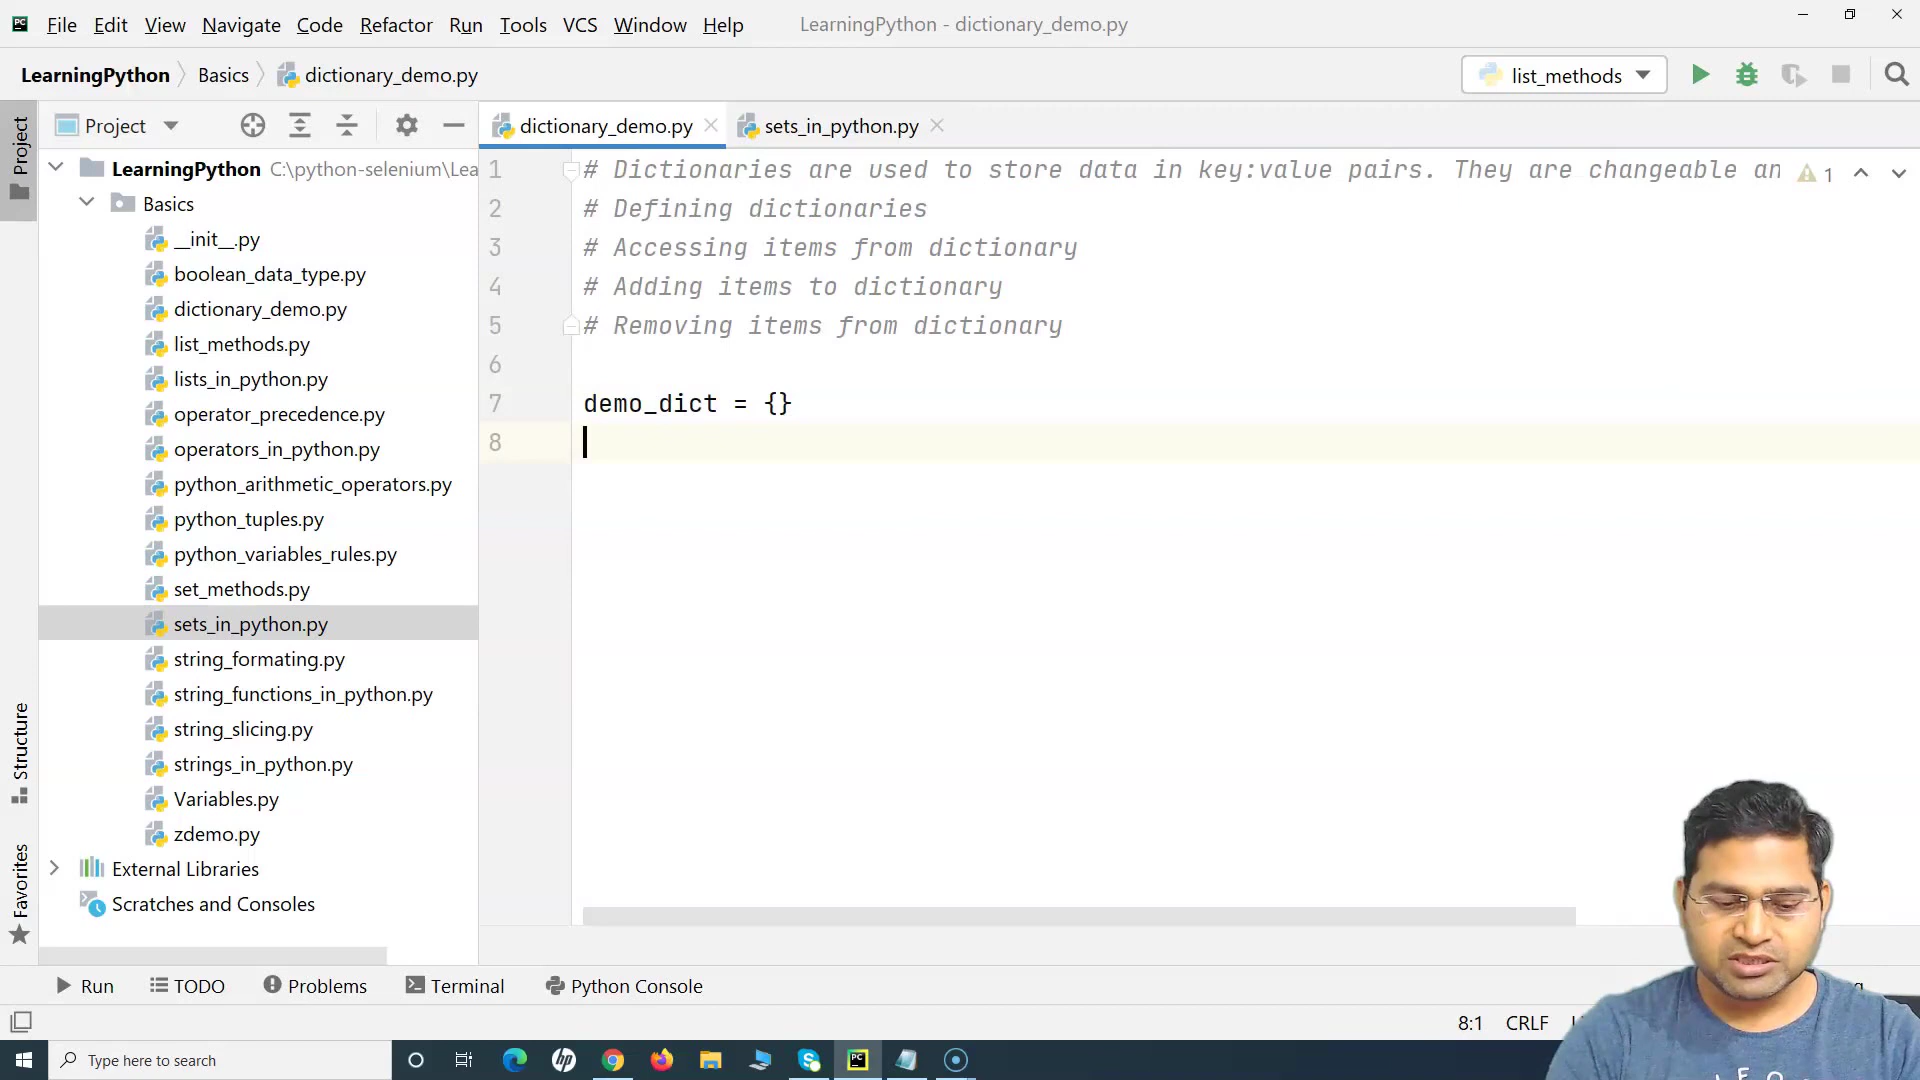 File Edit View Navigate Code Refactor Run Tools VCS Window Help LearningPython - dictionary_demo.py
LearningPython Basics dictionary_demo.py list_methods
Project
Project
dictionary_demo.py sets_in_python.py
LearningPython C:\python-selenium\Lea
Basics
__init__.py
boolean_data_type.py
dictionary_demo.py
list_methods.py
lists_in_python.py
operator_precedence.py
operators_in_python.py
python_arithmetic_operators.py
python_tuples.py
python_variables_rules.py
set_methods.py
sets_in_python.py
string_formating.py
string_functions_in_python.py
string_slicing.py
strings_in_python.py
Variables.py
zdemo.py
External Libraries
Scratches and Consoles
Structure
Favorites
1 # Dictionaries are used to store data in key:value pairs. They are changeable an 1
2 # Defining dictionaries
3 # Accessing items from dictionary
4 # Adding items to dictionary
5 # Removing items from dictionary
6
7 demo_dict = {}
8
Run TODO Problems Terminal Python Console
8:1 CRLF
Type here to search